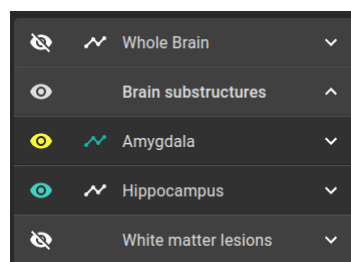 Whole Brain
Brain substructures
Amygdala
Hippocampus
White matter lesions